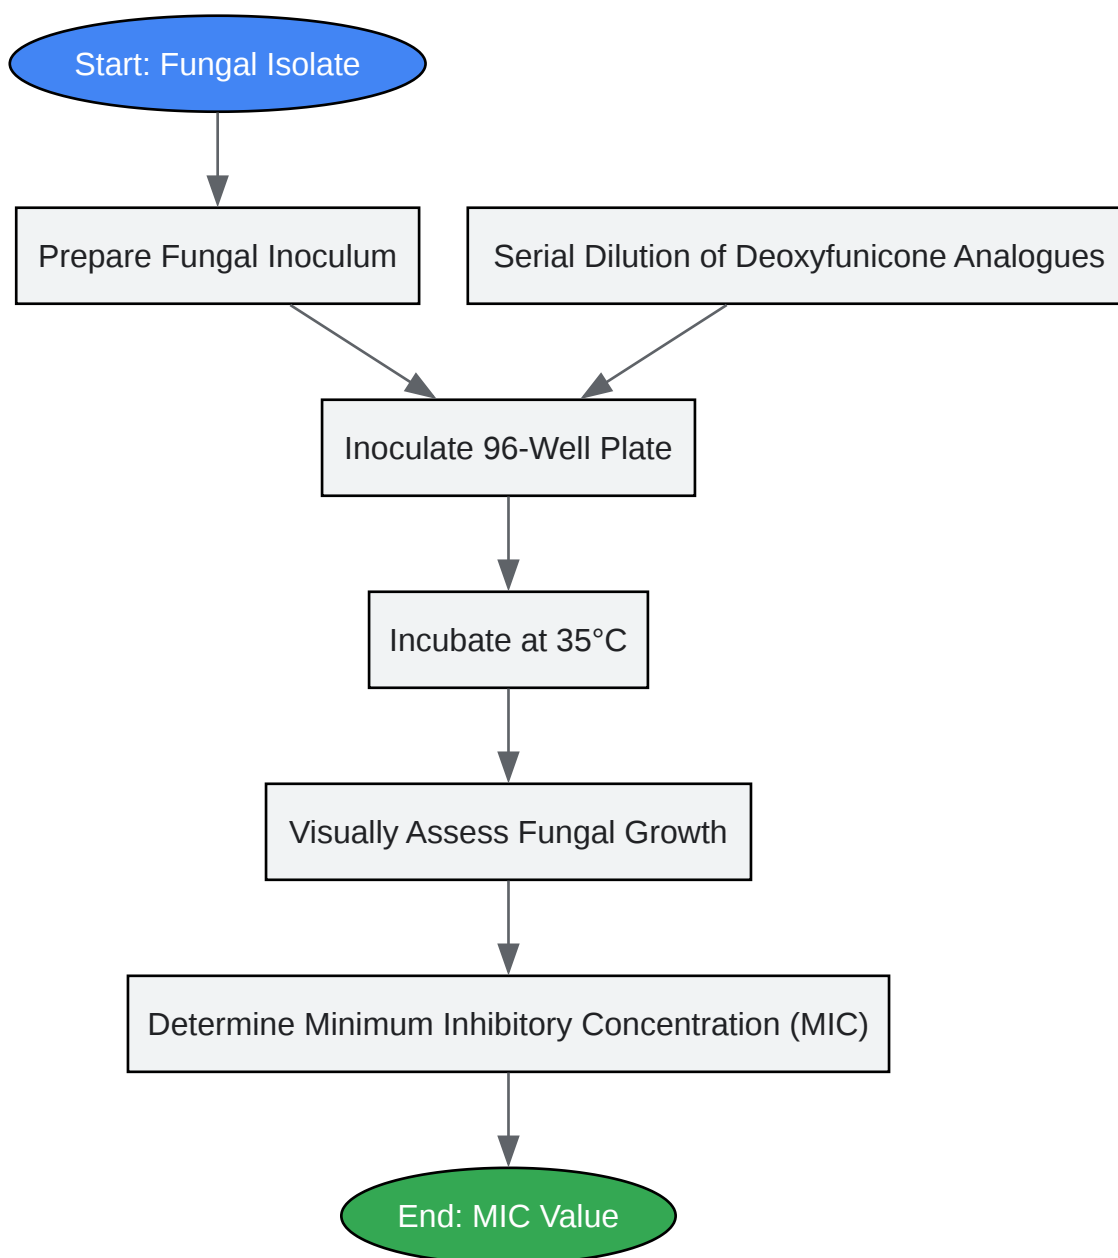 Start: Fungal Isolate
Prepare Fungal Inoculum
Serial Dilution of Deoxyfunicone Analogues
Inoculate 96-Well Plate
Incubate at 35°C
Visually Assess Fungal Growth
Determine Minimum Inhibitory Concentration (MIC)
End: MIC Value